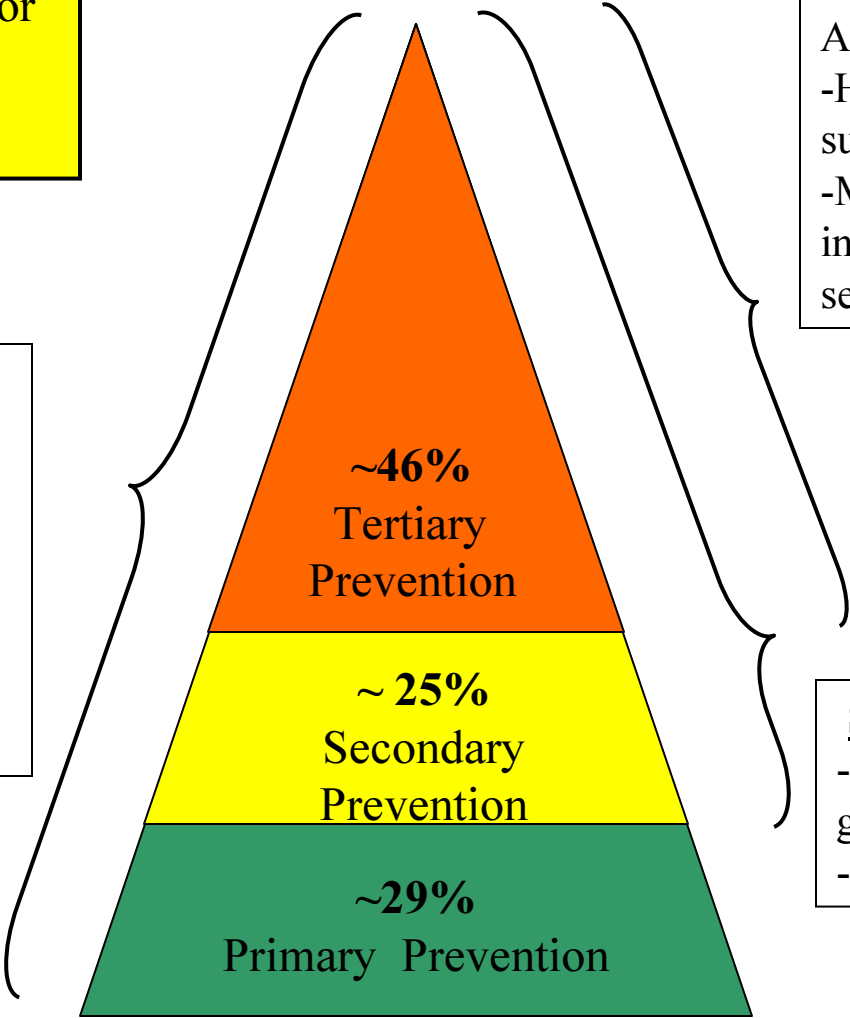 or
~46%
Tertiary
Prevention
~ 25%
Secondary
Prevention
~29%
Primary Prevention
A
-H
su
-M
in
se
-
g
-